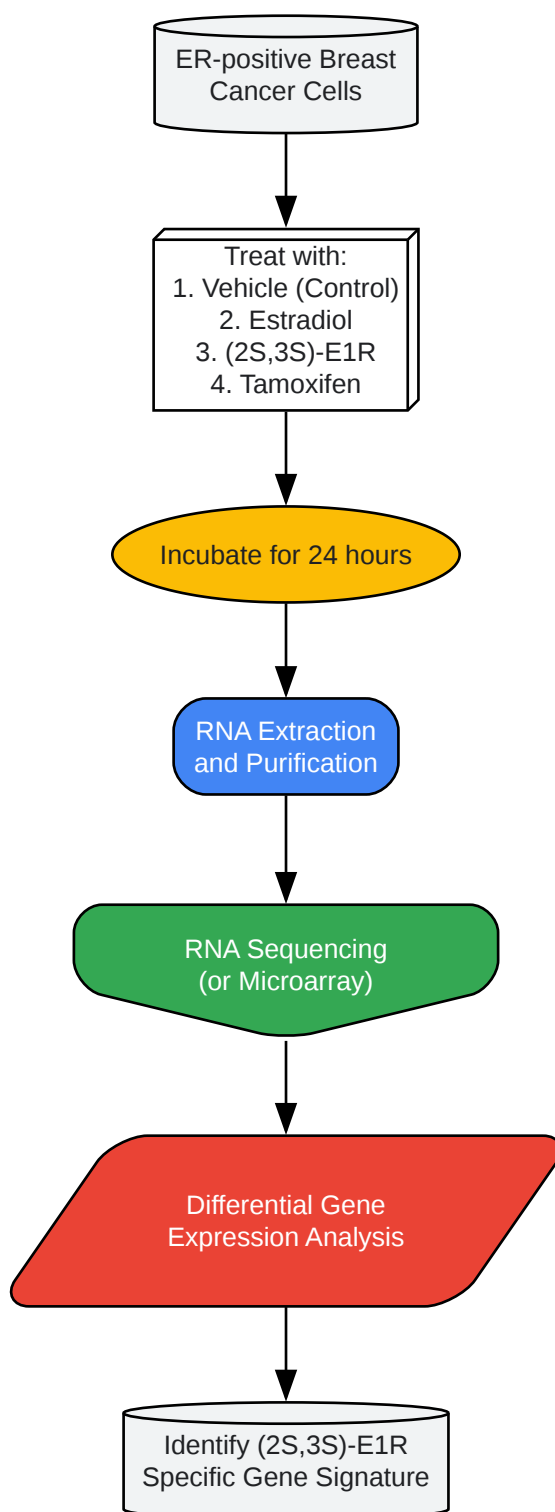 ER-positive Breast
Cancer Cells
Treat with:
1. Vehicle (Control)
2. Estradiol
3. (2S,3S)-E1R
4. Tamoxifen
Incubate for 24 hours
RNA Extraction
and Purification
RNA Sequencing
(or Microarray)
Differential Gene
Expression Analysis
Identify (2S,3S)-E1R
Specific Gene Signature